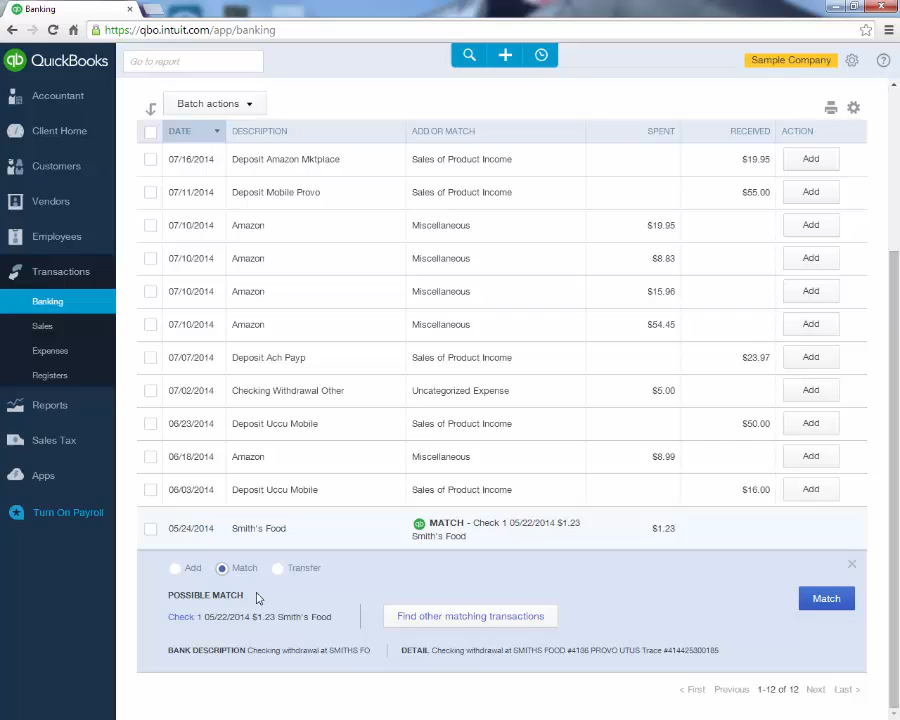 Banking
https://qbo.intuit.com/app/banking
qb QuickBooks
Go to report
Sample Company
Accountant
Client Home
Customers
Vendors
Employees
Transactions
Banking
Sales
Expenses
Registers
Reports
Sales Tax
Apps
Turn On Payroll
Batch actions
DATE DESCRIPTION ADD OR MATCH SPENT RECEIVED ACTION
07/16/2014 Deposit Amazon Mktplace Sales of Product Income $19.95 Add
07/11/2014 Deposit Mobile Provo Sales of Product Income $55.00 Add
07/10/2014 Amazon Miscellaneous $19.95 Add
07/10/2014 Amazon Miscellaneous $8.83 Add
07/10/2014 Amazon Miscellaneous $15.96 Add
07/10/2014 Amazon Miscellaneous $54.45 Add
07/07/2014 Deposit Ach Payp Sales of Product Income $23.97 Add
07/02/2014 Checking Withdrawal Other Uncategorized Expense $5.00 Add
06/23/2014 Deposit Uccu Mobile Sales of Product Income $50.00 Add
06/18/2014 Amazon Miscellaneous $8.99 Add
06/03/2014 Deposit Uccu Mobile Sales of Product Income $16.00 Add
05/24/2014 Smith's Food qb MATCH - Check 1 05/22/2014 $1.23 $1.23
Smith's Food
Add Match Transfer
POSSIBLE MATCH
Match
Check 1 05/22/2014 $1.23 Smith's Food Find other matching transactions
BANK DESCRIPTION Checking withdrawal at SMITHS FO DETAIL Checking withdrawal at SMITHS FOOD #4136 PROVO UTUS Trace #414425300185
< First Previous 1-12 of 12 Next Last >